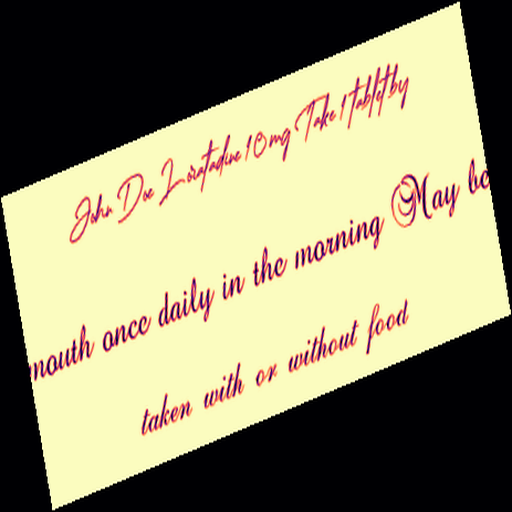 John Doe Loratadine 10mg Take 1 tablet by
mouth once daily in the morning May be
taken with or without food